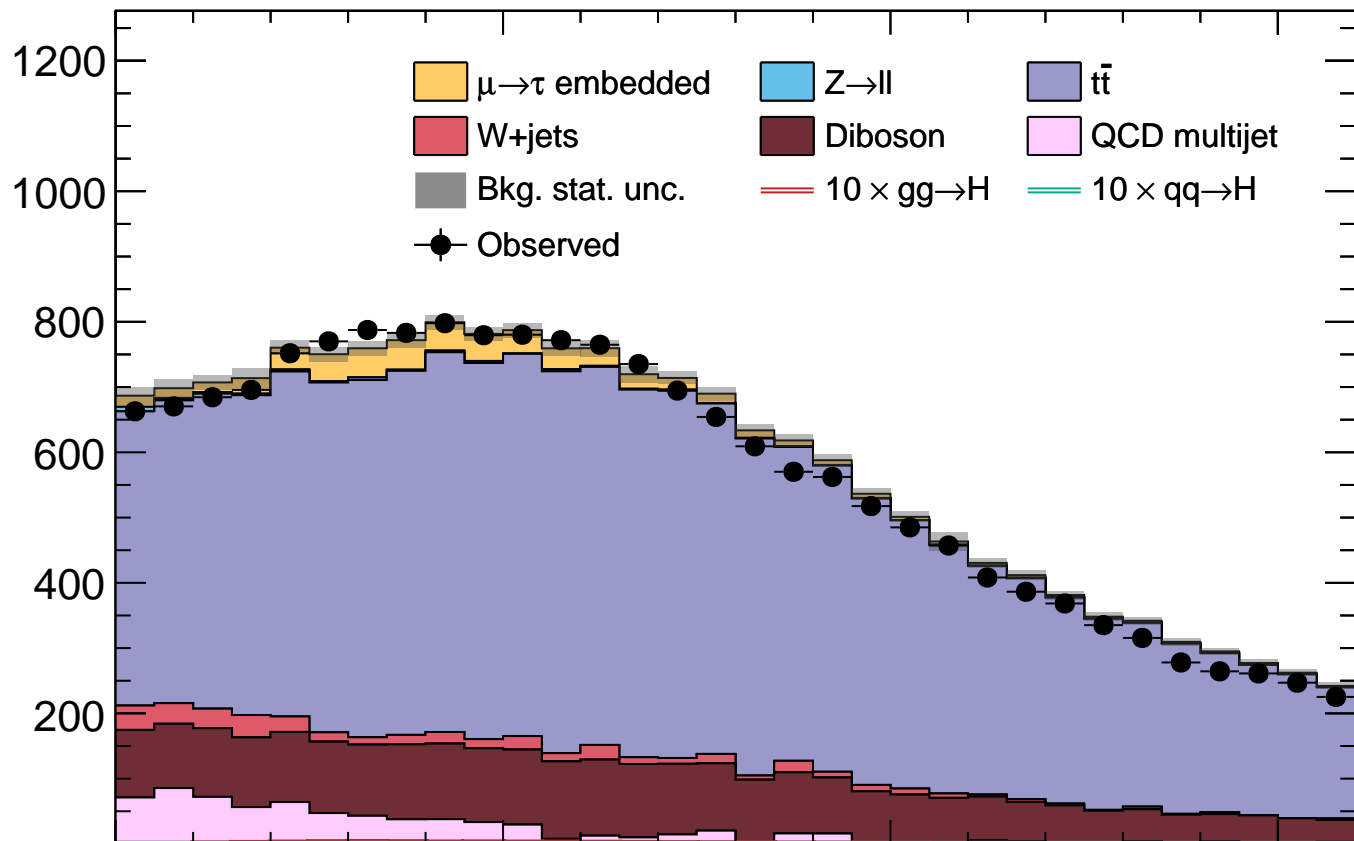 1200
μ→τ embedded Z→ll tt̄
W+jets Diboson QCD multijet
1000
Bkg. stat. unc. 10 × gg→H 10 × qq→H
Observed
800
600
400
200